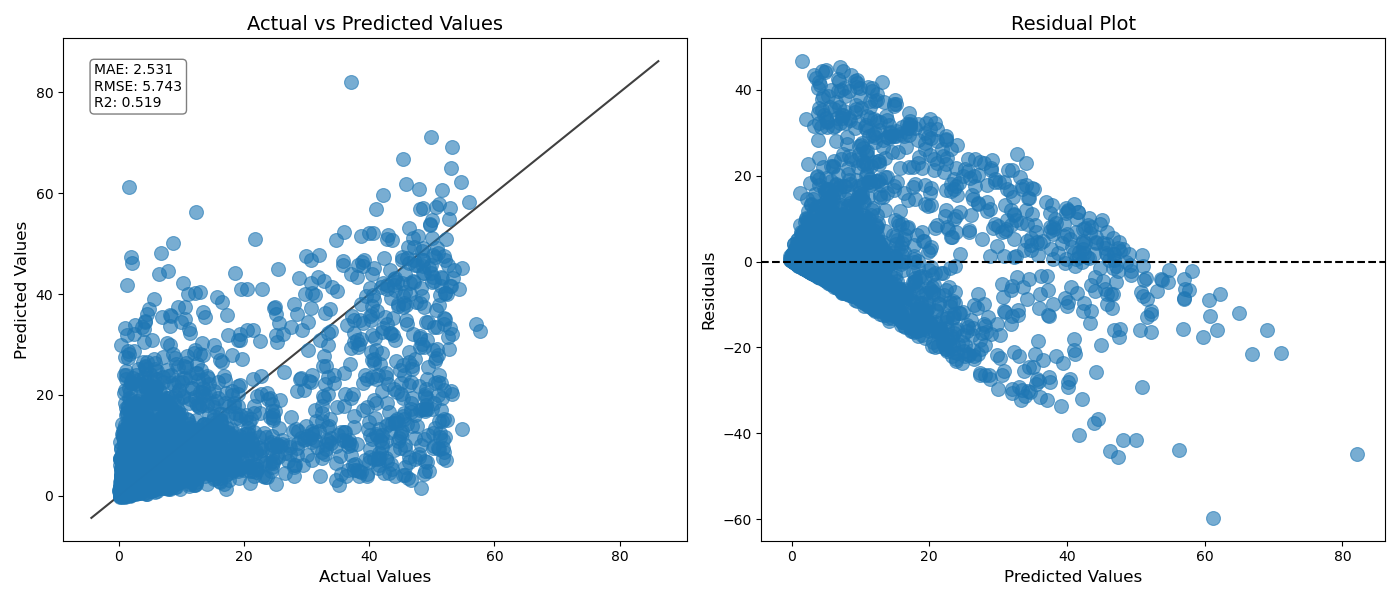 Actual vs Predicted Values
MAE: 2.531
RMSE: 5.743
R2: 0.519
80
60
40
20
0
Predicted Values
0
20
40
60
80
Actual Values
Residual Plot
40
20
0
−20
−40
−60
Residuals
0
20
40
60
80
Predicted Values